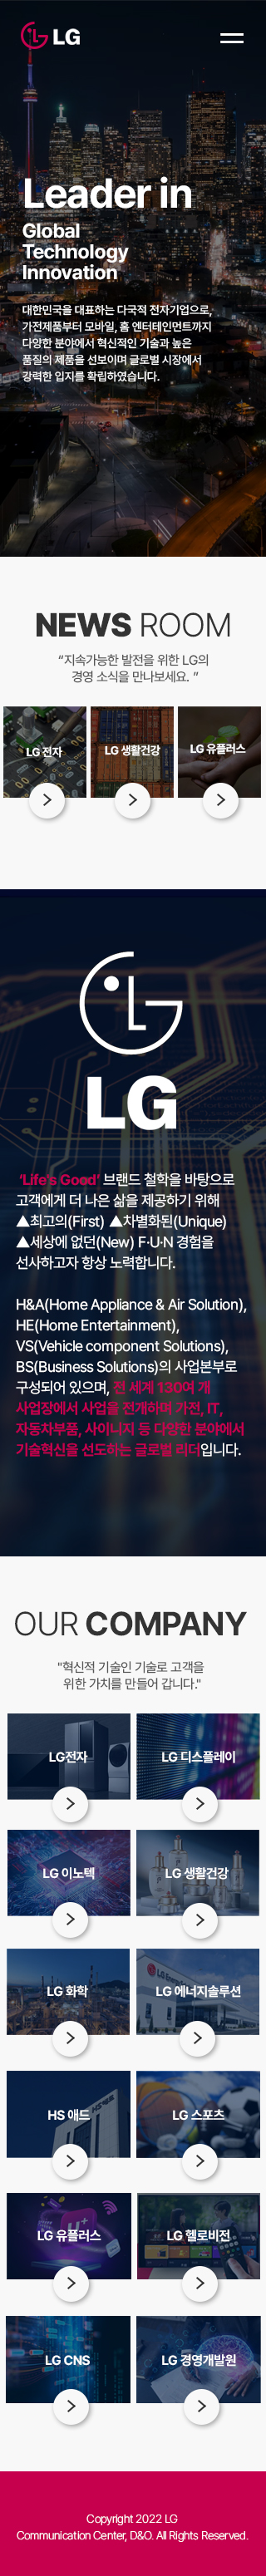 LG
Leader in
Global
Technology
Innovation
대한민국을 대표하는 다국적 전자기업으로,
가전제품부터 모바일, 홈 엔터테인먼트까지
다양한 분야에서 혁신적인 기술과 높은
품질의 제품을 선보이며 글로벌 시장에서
강력한 입지를 확립하였습니다.
NEWS ROOM
“지속가능한 발전을 위한 LG의
경영 소식을 만나보세요. ”
LG 전자
LG 생활건강
LG 유플러스
LG
‘Life's Good’ 브랜드 철학을 바탕으로
고객에게 더 나은 삶을 제공하기 위해
▲최고의(First) ▲차별화된(Unique)
▲세상에 없던(New) F·U·N 경험을
선사하고자 항상 노력합니다.
H&A(Home Appliance & Air Solution),
HE(Home Entertainment),
VS(Vehicle component Solutions),
BS(Business Solutions)의 사업본부로
구성되어 있으며, 전 세계 130여 개
사업장에서 사업을 전개하며 가전, IT,
자동차부품, 사이니지 등 다양한 분야에서
기술혁신을 선도하는 글로벌 리더입니다.
OUR COMPANY
"혁신적 기술인 기술로 고객을
위한 가치를 만들어 갑니다."
LG전자
LG 디스플레이
LG 이노텍
LG 생활건강
LG 화학
LG 에너지솔루션
HS 애드
LG 스포츠
LG 유플러스
LG 헬로비전
LG CNS
LG 경영개발원
Copyright 2022 LG
Communication Center, D&O. All Rights Reserved.